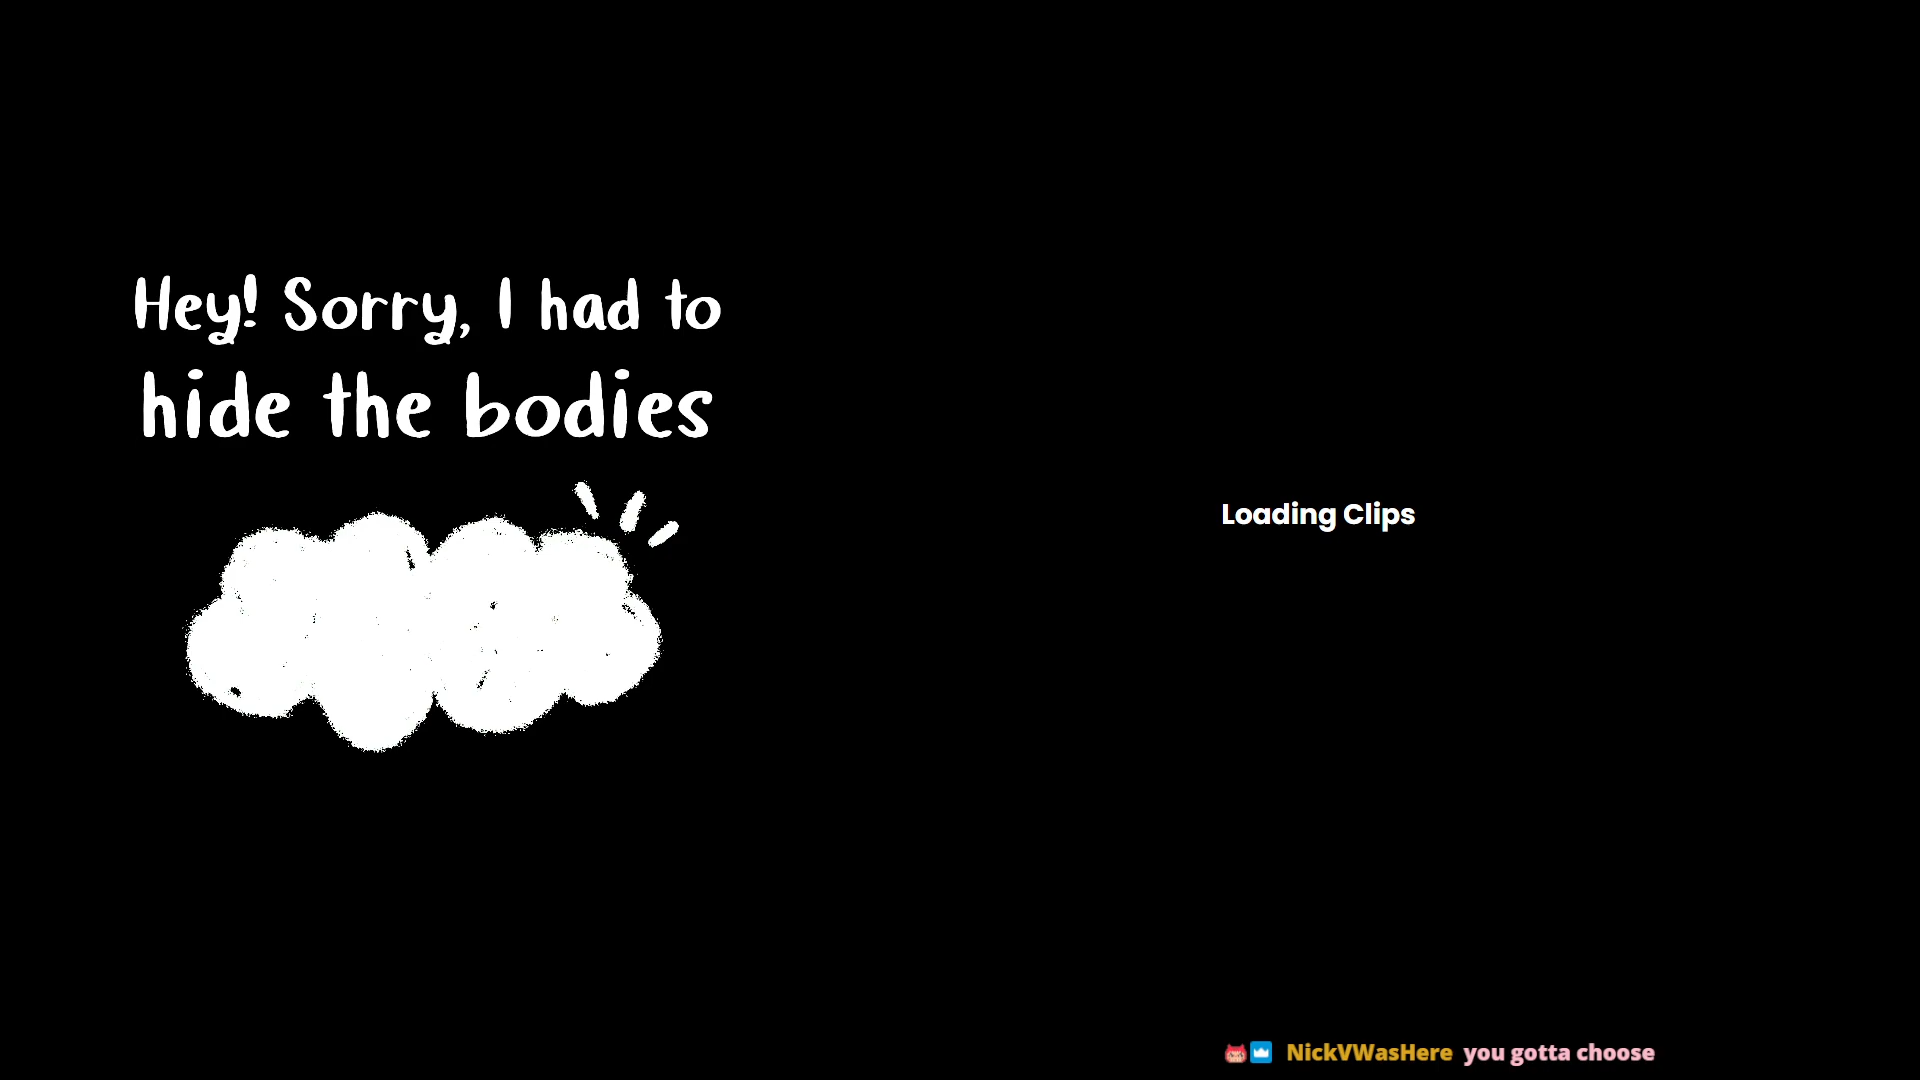 Hey! Sorry, I had to
hide the bodies
Loading Clips
NickVWasHere you gotta choose